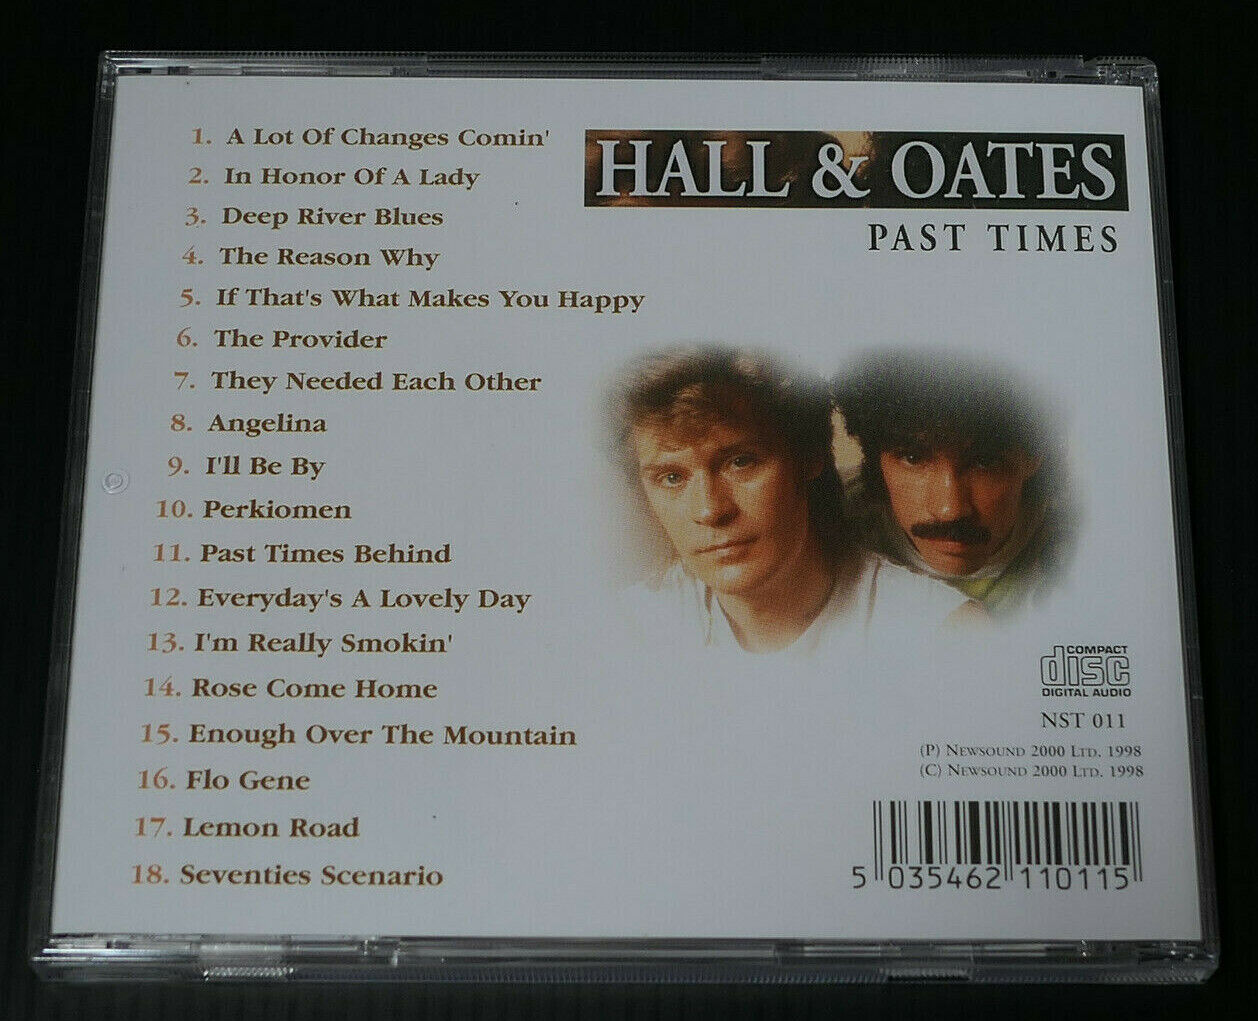 1. A Lot Of Changes Comin'
2. In Honor Of A Lady
3. Deep River Blues
4. The Reason Why
5. If That's What Makes You Happy
6. The Provider
7. They Needed Each Other
8. Angelina
9. I'll Be By
10. Perkiomen
11. Past Times Behind
12. Everyday's A Lovely Day
13. I'm Really Smokin'
14. Rose Come Home
15. Enough Over The Mountain
16. Flo Gene
17. Lemon Road
18. Seventies Scenario
HALL & OATES
PAST TIMES
COMPACT
disc
DIGITAL AUDIO
NST 011
(P) NEWSOUND 2000 LTD. 1998
(C) NEWSOUND 2000 LTD. 1998
5 035462 110115